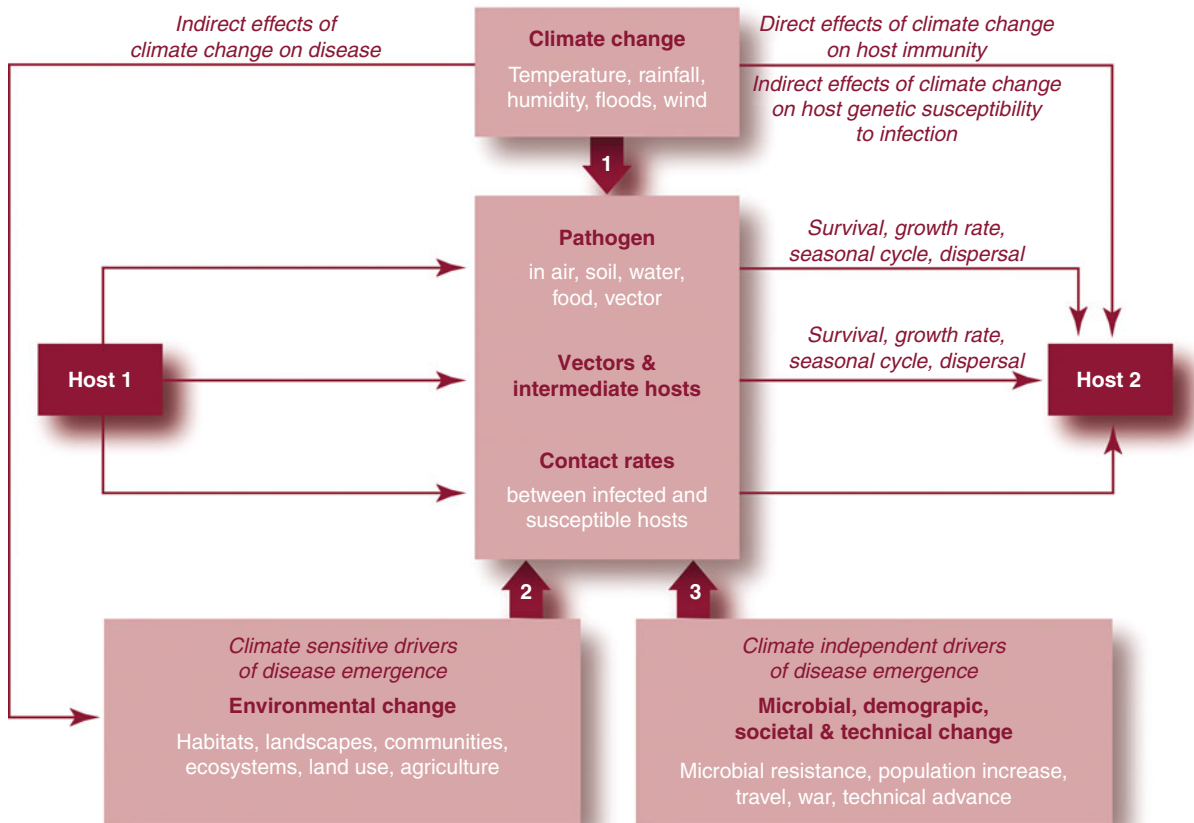 Indirect effects of
climate change on disease
Climate change
Temperature, rainfall,
humidity, floods, wind
Direct effects of climate change
on host immunity
Indirect effects of climate change
on host genetic susceptibility
to infection
1
Pathogen
in air, soil, water,
food, vector
Survival, growth rate,
seasonal cycle, dispersal
Host 1
Vectors &
intermediate hosts
Survival, growth rate,
seasonal cycle, dispersal
Host 2
Contact rates
between infected and
susceptible hosts
2
3
Climate sensitive drivers
of disease emergence
Environmental change
Habitats, landscapes, communities,
ecosystems, land use, agriculture
Climate independent drivers
of disease emergence
Microbial, demograpic,
societal & technical change
Microbial resistance, population increase,
travel, war, technical advance